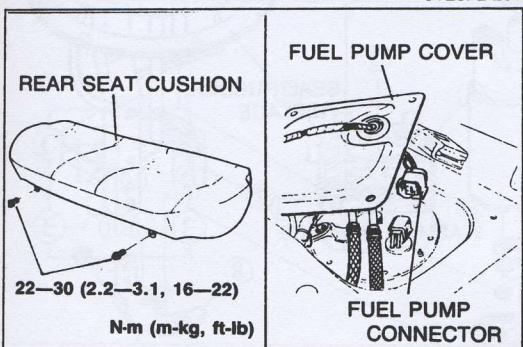 REAR SEAT CUSHION
22—30 (2.2—3.1, 16—22)
N·m (m-kg, ft-lb)
FUEL PUMP COVER
FUEL PUMP
CONNECTOR